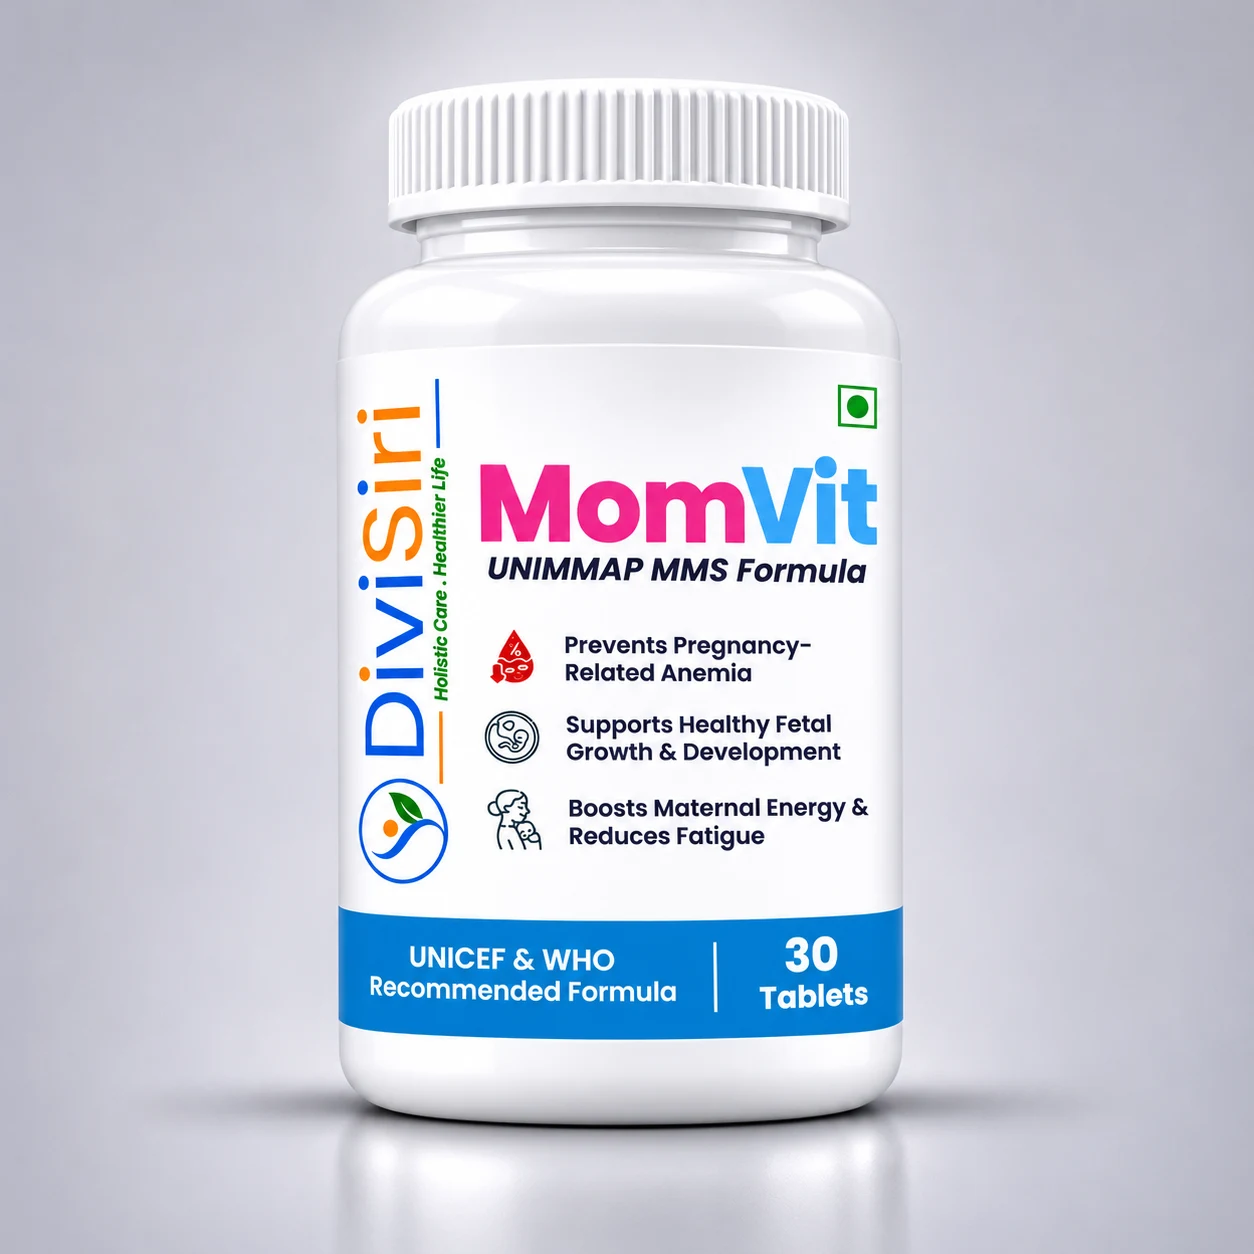 DiviSiri
Holistic Care . Healthier Life
MomVit
UNIMMAP MMS Formula
Prevents Pregnancy-
Related Anemia
Supports Healthy Fetal
Growth & Development
Boosts Maternal Energy &
Reduces Fatigue
UNICEF & WHO
Recommended Formula
30
Tablets